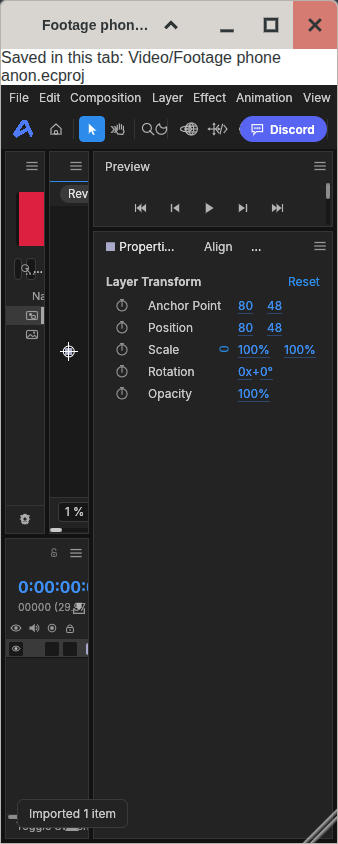 Footage phon...
Saved in this tab: Video/Footage phone
anon.ecproj
File Edit Composition Layer Effect Animation View
Discord
Preview
Rev
Properti... Align ...
Layer Transform Reset
Anchor Point 80 48
Position 80 48
Scale 100% 100%
Rotation 0x+0°
Opacity 100%
Na
1 %
0:00:00:
00000 (29.
Imported 1 item